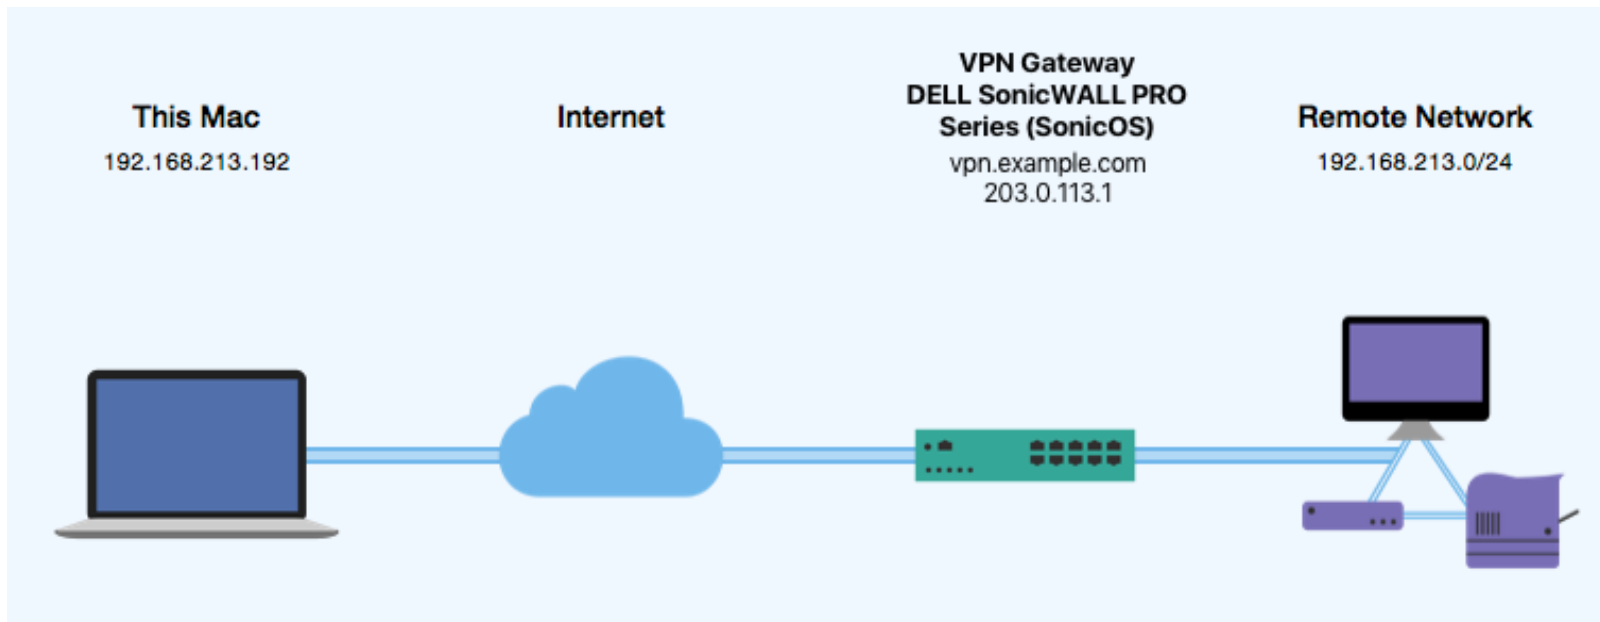 This Mac
192.168.213.192
Internet
VPN Gateway
DELL SonicWALL PRO
Series (SonicOS)
vpn.example.com
203.0.113.1
Remote Network
192.168.213.0/24